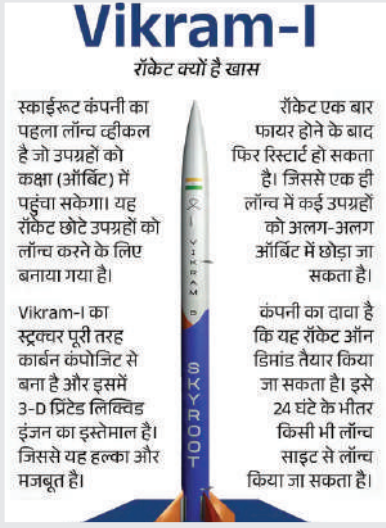 Vikram-I
रॉकेट क्यों है खास
स्काईरूट कंपनी का
पहला लॉन्च व्हीकल
है जो उपग्रहों को
कक्षा (ऑर्बिट) में
पहुंचा सकेगा। यह
रॉकेट छोटे उपग्रहों को
लॉन्च करने के लिए
बनाया गया है।
Vikram-I का
स्ट्रक्चर पूरी तरह
कार्बन कंपोजिट से
बना है और इसमें
3-D प्रिंटेड लिक्विड
इंजन का इस्तेमाल है।
जिससे यह हल्का और
मजबूत है।
रॉकेट एक बार
फायर होने के बाद
फिर रिस्टार्ट हो सकता
है। जिससे एक ही
लॉन्च में कई उपग्रहों
को अलग-अलग
ऑर्बिट में छोड़ा जा
सकता है।
कंपनी का दावा है
कि यह रॉकेट ऑन
डिमांड तैयार किया
जा सकता है। इसे
24 घंटे के भीतर
किसी भी लॉन्च
साइट से लॉन्च
किया जा सकता है।
VIKRAM
SKYROOT